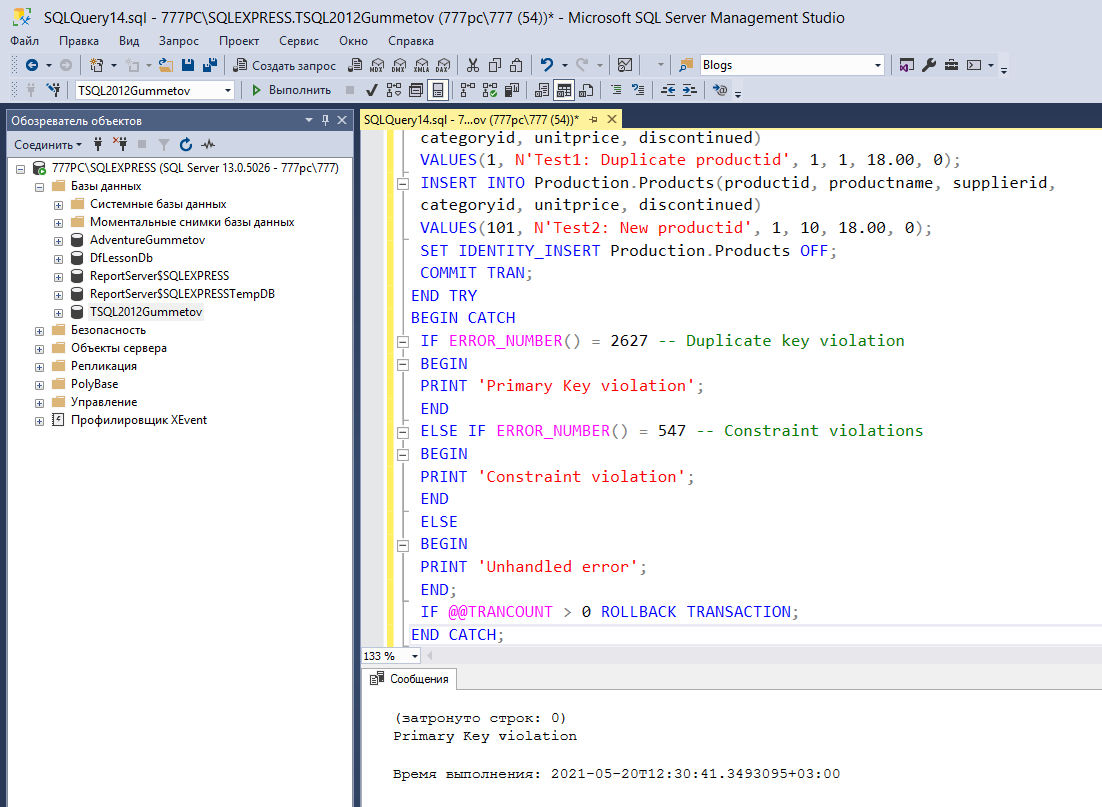 SQLQuery14.sql - 777PC\SQLEXPRESS.TSQL2012Gummetov (777pc\777 (54))* - Microsoft SQL Server Management Studio
Файл Правка Вид Запрос Проект Сервис Окно Справка
Создать запрос MDX DMX XMLA DAX Blogs
TSQL2012Gummetov Выполнить
Обозреватель объектов
Соединить
777PC\SQLEXPRESS (SQL Server 13.0.5026 - 777pc\777)
Базы данных
Системные базы данных
Моментальные снимки базы данных
AdventureGummetov
DfLessonDb
ReportServer$SQLEXPRESS
ReportServer$SQLEXPRESSTempDB
TSQL2012Gummetov
Безопасность
Объекты сервера
Репликация
PolyBase
Управление
Профилировщик XEvent
SQLQuery14.sql - 7...ov (777pc\777 (54))*
categoryid, unitprice, discontinued)
VALUES(1, N'Test1: Duplicate productid', 1, 1, 18.00, 0);
INSERT INTO Production.Products(productid, productname, supplierid,
categoryid, unitprice, discontinued)
VALUES(101, N'Test2: New productid', 1, 10, 18.00, 0);
SET IDENTITY_INSERT Production.Products OFF;
COMMIT TRAN;
END TRY
BEGIN CATCH
IF ERROR_NUMBER() = 2627 -- Duplicate key violation
BEGIN
PRINT 'Primary Key violation';
END
ELSE IF ERROR_NUMBER() = 547 -- Constraint violations
BEGIN
PRINT 'Constraint violation';
END
ELSE
BEGIN
PRINT 'Unhandled error';
END;
IF @@TRANCOUNT > 0 ROLLBACK TRANSACTION;
END CATCH;
133 %
Сообщения
(затронуто строк: 0)
Primary Key violation
Время выполнения: 2021-05-20T12:30:41.3493095+03:00